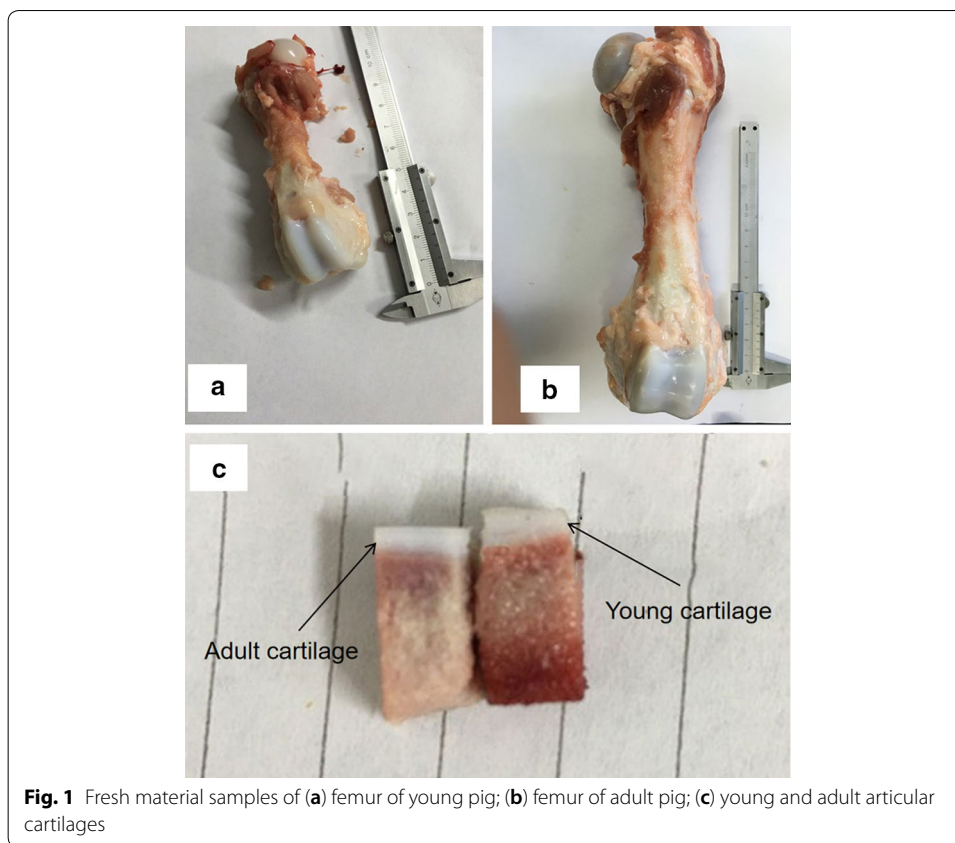 a
b
c
Adult cartilage
Young cartilage
Fig. 1 Fresh material samples of (a) femur of young pig; (b) femur of adult pig; (c) young and adult articular
cartilages